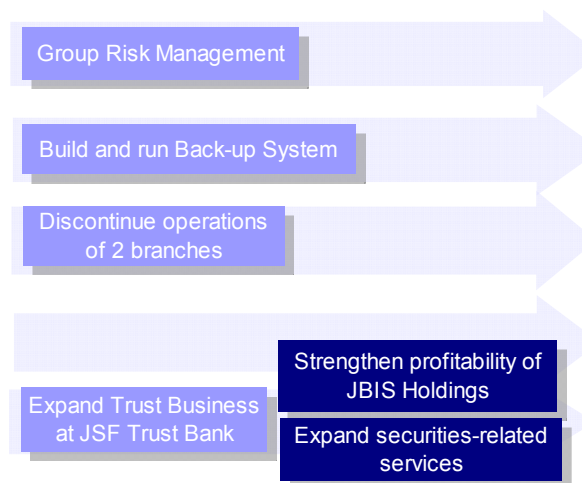 Group Risk Management
Build and run Back-up System
Discontinue operations
of 2 branches
Strengthen profitability of
JBIS Holdings
Expand Trust Business
at JSF Trust Bank
Expand securities-related
services